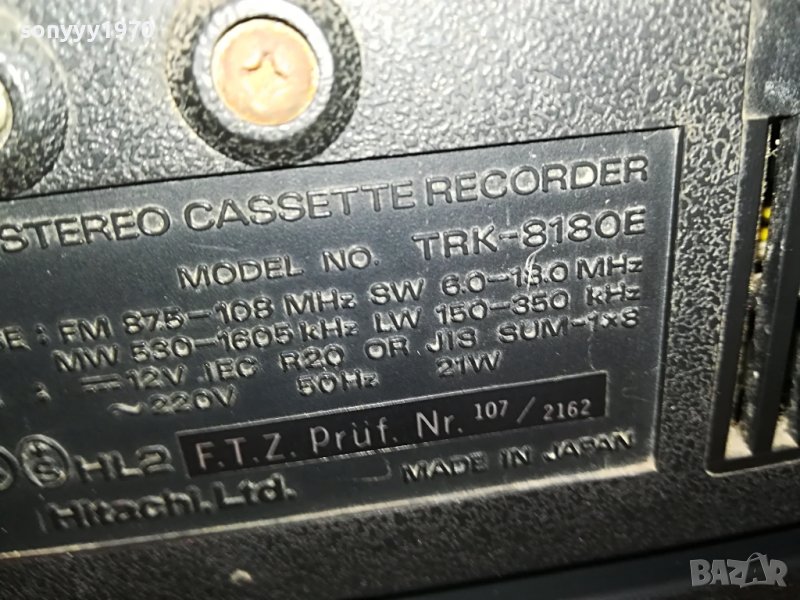 sonyyy1970
STEREO CASSETTE RECORDER
MODEL NO. TRK-8180E
: FM 87.5-108 MHz SW 6.0-18.0 MHz
MW 530-1605 kHz LW 150-350 kHz
: ⎓12V IEC R20 OR JIS SUM-1×8
~220V 50Hz 21W
S HL2 F.T.Z. Prüf. Nr. 107/2162
Hitachi, Ltd. MADE IN JAPAN
BAZAR